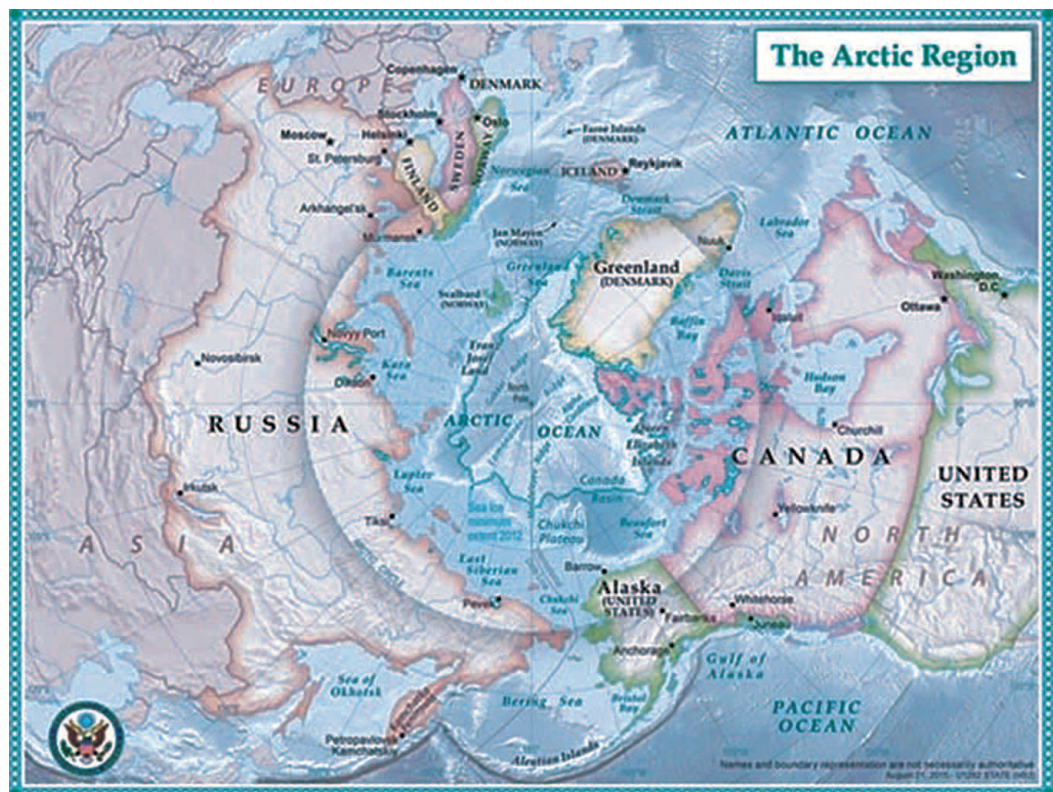 The Arctic Region
EUROPE
Copenhagen
DENMARK
Stockholm
Oslo
Moscow
Helsinki
St. Petersburg
SWEDEN
NORWAY
FINLAND
Faroe Islands
(DENMARK)
ATLANTIC OCEAN
Norwegian
Sea
ICELAND
Reykjavik
Arkhangel'sk
Murmansk
Denmark
Strait
Labrador
Sea
Jan Mayen
(NORWAY)
Nuuk
Barents
Sea
Greenland
Sea
Greenland
(DENMARK)
Davis
Strait
Washington
D.C.
Svalbard
(NORWAY)
Ottawa
Iqaluit
Baffin
Bay
Novyy Port
Novosibirsk
Franz
Josef
Land
Kara
Sea
Dikson
North
Pole
Hudson
Bay
RUSSIA
ARCTIC
OCEAN
Queen
Elizabeth
Islands
Churchill
CANADA
UNITED
STATES
Laptev
Sea
Canada
Basin
Irkutsk
Tiksi
Sea Ice
minimum
extent 2012
Chukchi
Plateau
Beaufort
Sea
Yellowknife
ASIA
NORTH
AMERICA
ARCTIC CIRCLE
East
Siberian
Sea
Barrow
Alaska
(UNITED
STATES)
Pevek
Chukchi
Sea
Fairbanks
Whitehorse
Juneau
Anchorage
Gulf of
Alaska
Sea of
Okhotsk
Bering Sea
Bristol
Bay
PACIFIC
OCEAN
Petropavlovsk
Kamchatskiy
Aleutian Islands
Names and boundary representation are not necessarily authoritative